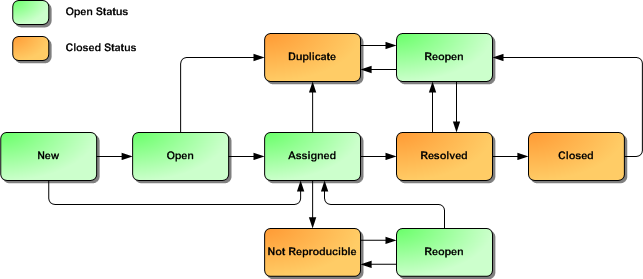 Open Status
Closed Status
Duplicate
Reopen
New
Open
Assigned
Resolved
Closed
Not Reproducible
Reopen